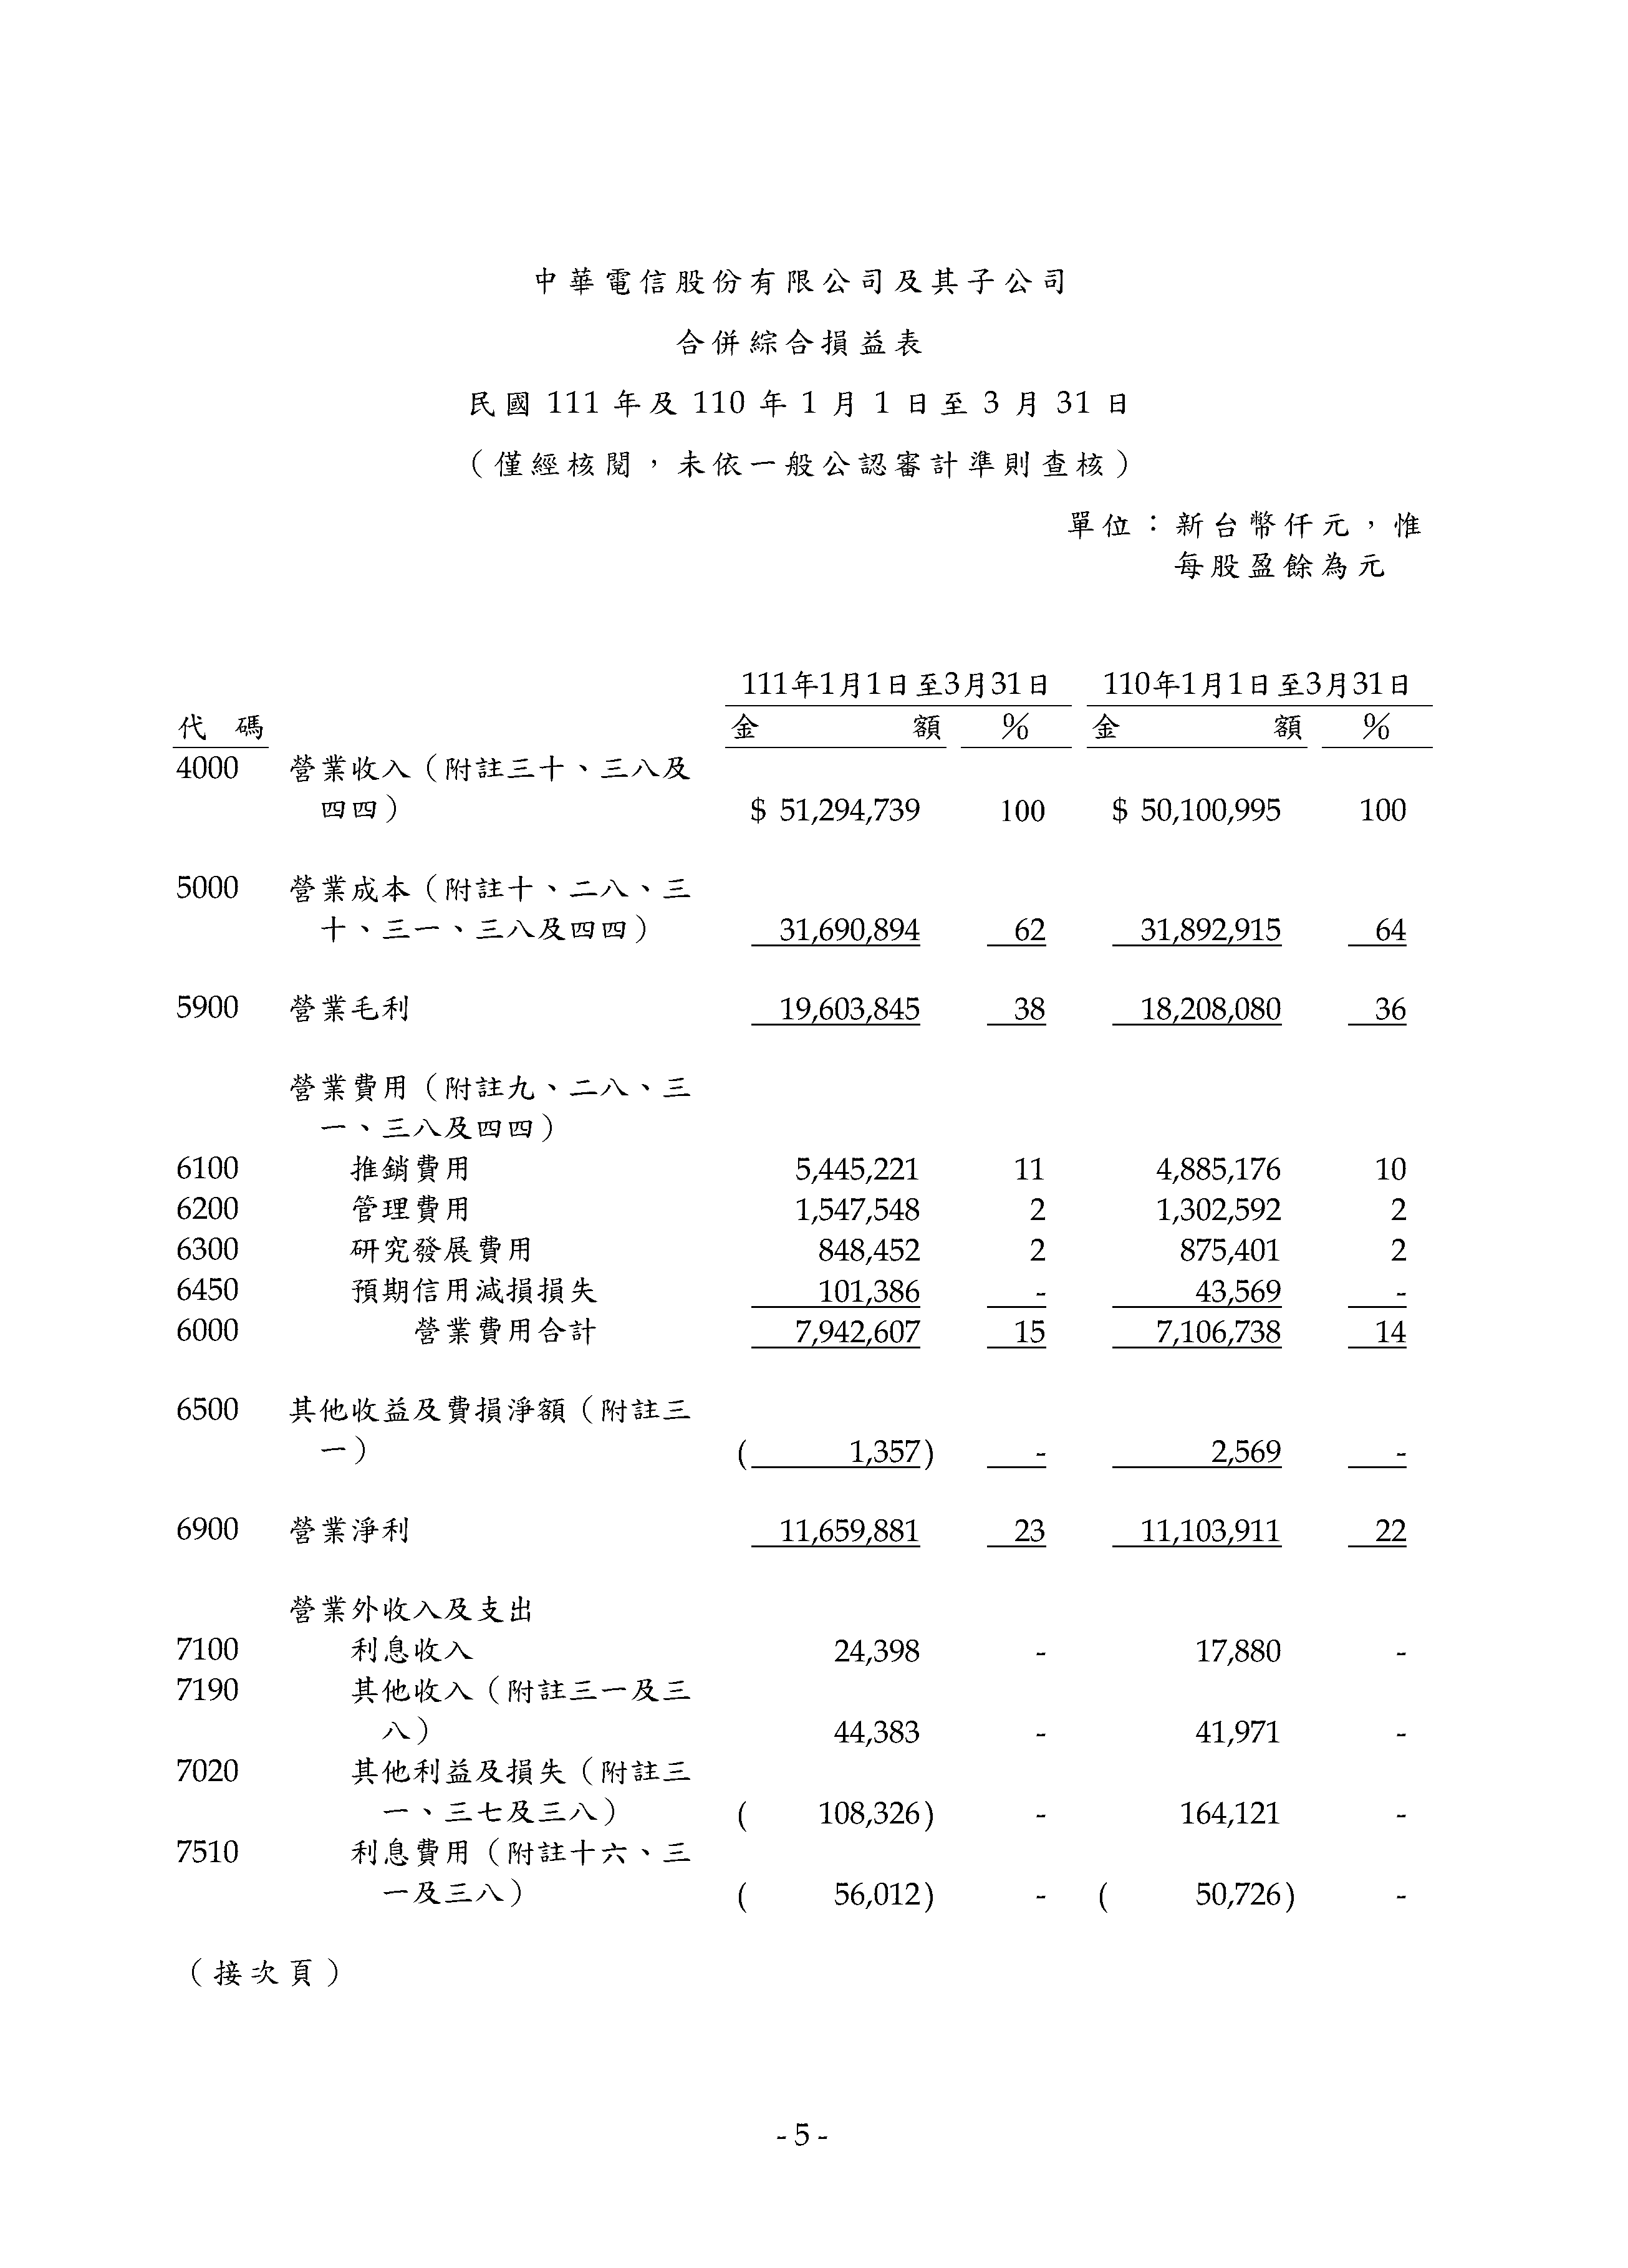 中華電信股份有限公司及其子公司
合併綜合損益表
民國 111 年及 110 年 1 月 1 日至 3 月 31 日
（僅經核閱，未依一般公認審計準則查核）
單位：新台幣仟元，惟
每股盈餘為元
111年1月1日至3月31日 110年1月1日至3月31日
代 碼 金 額 % 金 額 %
4000 營業收入（附註三十、三八及
四四） $ 51,294,739 100 $ 50,100,995 100
5000 營業成本（附註十、二八、三
十、三一、三八及四四） 31,690,894 62 31,892,915 64
5900 營業毛利 19,603,845 38 18,208,080 36
營業費用（附註九、二八、三
一、三八及四四）
6100 推銷費用 5,445,221 11 4,885,176 10
6200 管理費用 1,547,548 2 1,302,592 2
6300 研究發展費用 848,452 2 875,401 2
6450 預期信用減損損失 101,386 - 43,569 -
6000 營業費用合計 7,942,607 15 7,106,738 14
6500 其他收益及費損淨額（附註三
一） ( 1,357) - 2,569 -
6900 營業淨利 11,659,881 23 11,103,911 22
營業外收入及支出
7100 利息收入 24,398 - 17,880 -
7190 其他收入（附註三一及三
八） 44,383 - 41,971 -
7020 其他利益及損失（附註三
一、三七及三八） ( 108,326) - 164,121 -
7510 利息費用（附註十六、三
一及三八） ( 56,012) - ( 50,726) -
（接次頁）
- 5 -